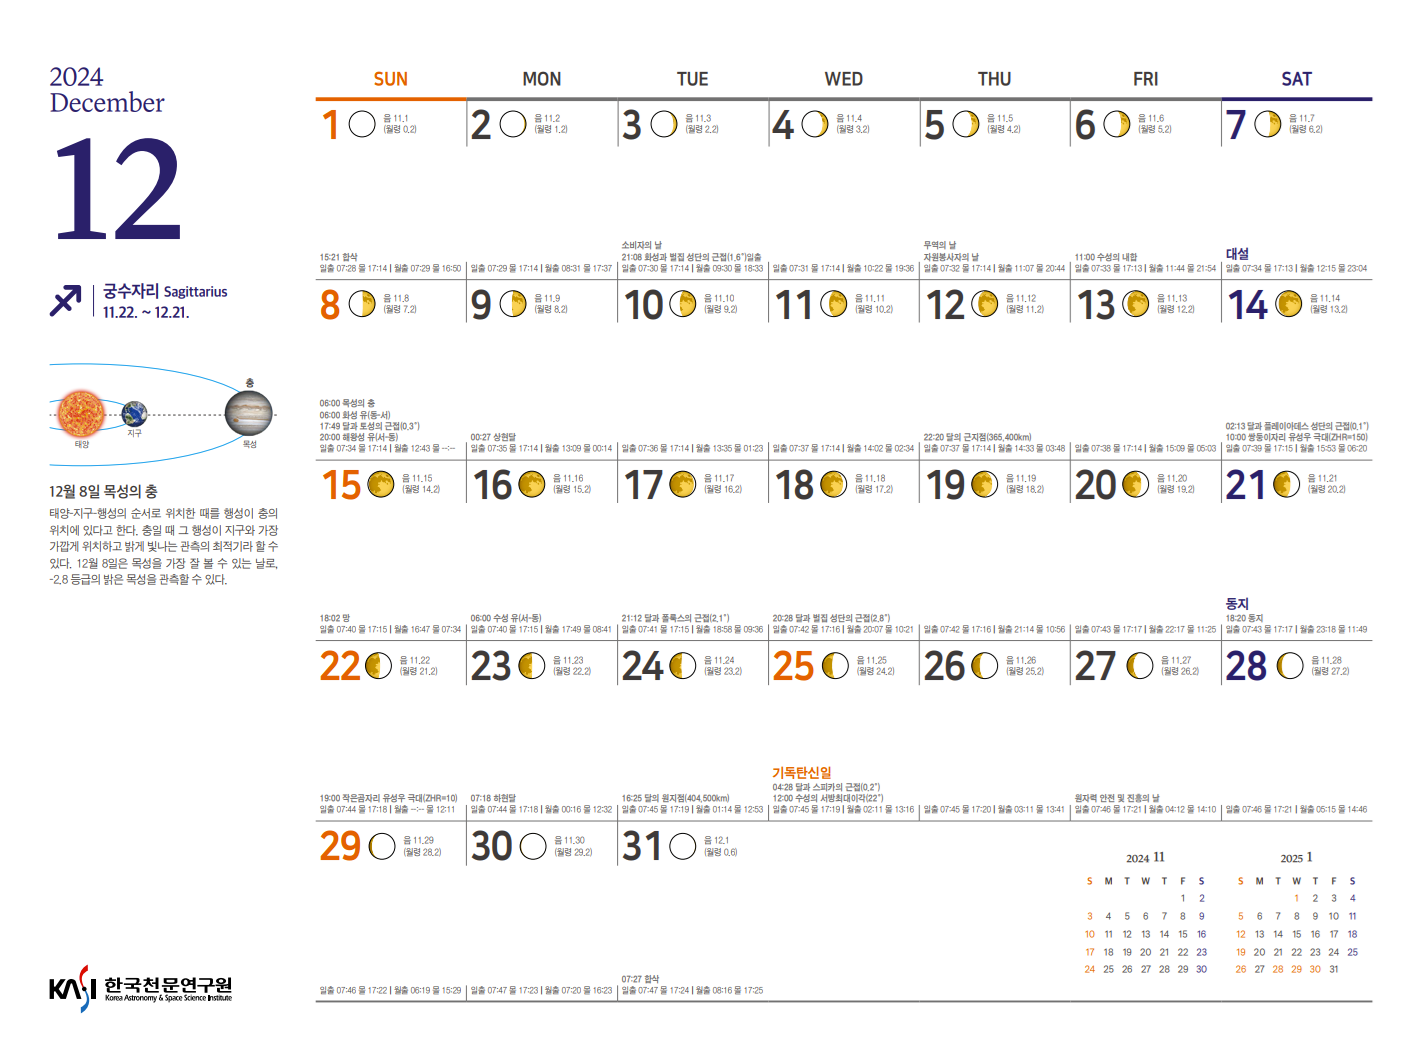 2024
December
12
궁수자리 Sagittarius
11.22. ~ 12.21.
충
태양
지구
목성
12월 8일 목성의 충
태양-지구-행성의 순서로 위치한 때를 행성이 충의
위치에 있다고 한다. 충일 때 그 행성이 지구와 가장
가깝게 위치하고 밝게 빛나는 관측의 최적기라 할 수
있다. 12월 8일은 목성을 가장 잘 볼 수 있는 날로,
-2.8 등급의 밝은 목성을 관측할 수 있다.
KASI 한국천문연구원
Korea Astronomy & Space Science Institute
SUN MON TUE WED THU FRI SAT
1 음 11.1
(월령 0.2)
15:21 합삭
일출 07:28 몰 17:14 | 월출 07:29 몰 16:50
2 음 11.2
(월령 1.2)
일출 07:29 몰 17:14 | 월출 08:31 몰 17:37
3 음 11.3
(월령 2.2)
소비자의 날
21:08 화성과 벌집 성단의 근접(1.6°)일출
일출 07:30 몰 17:14 | 월출 09:30 몰 18:33
4 음 11.4
(월령 3.2)
일출 07:31 몰 17:14 | 월출 10:22 몰 19:36
5 음 11.5
(월령 4.2)
무역의 날
자원봉사자의 날
일출 07:32 몰 17:14 | 월출 11:07 몰 20:44
6 음 11.6
(월령 5.2)
11:00 수성의 내합
일출 07:33 몰 17:13 | 월출 11:44 몰 21:54
7 음 11.7
(월령 6.2)
대설
일출 07:34 몰 17:13 | 월출 12:15 몰 23:04
8 음 11.8
(월령 7.2)
06:00 목성의 충
06:00 화성 유(동-서)
17:49 달과 토성의 근접(0.3°)
20:00 해왕성 유(서-동)
일출 07:34 몰 17:14 | 월출 12:43 몰 --:--
9 음 11.9
(월령 8.2)
00:27 상현달
일출 07:35 몰 17:14 | 월출 13:09 몰 00:14
10 음 11.10
(월령 9.2)
일출 07:36 몰 17:14 | 월출 13:35 몰 01:23
11 음 11.11
(월령 10.2)
일출 07:37 몰 17:14 | 월출 14:02 몰 02:34
12 음 11.12
(월령 11.2)
22:20 달의 근지점(365,400km)
일출 07:37 몰 17:14 | 월출 14:33 몰 03:48
13 음 11.13
(월령 12.2)
일출 07:38 몰 17:14 | 월출 15:09 몰 05:03
14 음 11.14
(월령 13.2)
02:13 달과 플레이아데스 성단의 근접(0.1°)
10:00 쌍둥이자리 유성우 극대(ZHR=150)
일출 07:39 몰 17:15 | 월출 15:53 몰 06:20
15 음 11.15
(월령 14.2)
18:02 망
일출 07:40 몰 17:15 | 월출 16:47 몰 07:34
16 음 11.16
(월령 15.2)
06:00 수성 유(서-동)
일출 07:40 몰 17:15 | 월출 17:49 몰 08:41
17 음 11.17
(월령 16.2)
21:12 달과 폴룩스의 근접(2.1°)
일출 07:41 몰 17:15 | 월출 18:58 몰 09:36
18 음 11.18
(월령 17.2)
20:28 달과 벌집 성단의 근접(2.8°)
일출 07:42 몰 17:16 | 월출 20:07 몰 10:21
19 음 11.19
(월령 18.2)
일출 07:42 몰 17:16 | 월출 21:14 몰 10:56
20 음 11.20
(월령 19.2)
일출 07:43 몰 17:17 | 월출 22:17 몰 11:25
21 음 11.21
(월령 20.2)
동지
18:20 동지
일출 07:43 몰 17:17 | 월출 23:18 몰 11:49
22 음 11.22
(월령 21.2)
19:00 작은곰자리 유성우 극대(ZHR=10)
일출 07:44 몰 17:18 | 월출 --:-- 몰 12:11
23 음 11.23
(월령 22.2)
07:18 하현달
일출 07:44 몰 17:18 | 월출 00:16 몰 12:32
24 음 11.24
(월령 23.2)
16:25 달의 원지점(404,500km)
일출 07:45 몰 17:19 | 월출 01:14 몰 12:53
25 음 11.25
(월령 24.2)
기독탄신일
04:28 달과 스피카의 근접(0.2°)
12:00 수성의 서방최대이각(22°)
일출 07:45 몰 17:19 | 월출 02:11 몰 13:16
26 음 11.26
(월령 25.2)
일출 07:45 몰 17:20 | 월출 03:11 몰 13:41
27 음 11.27
(월령 26.2)
원자력 안전 및 진흥의 날
일출 07:46 몰 17:21 | 월출 04:12 몰 14:10
28 음 11.28
(월령 27.2)
일출 07:46 몰 17:21 | 월출 05:15 몰 14:46
29 음 11.29
(월령 28.2)
일출 07:46 몰 17:22 | 월출 06:19 몰 15:29
30 음 11.30
(월령 29.2)
일출 07:47 몰 17:23 | 월출 07:20 몰 16:23
31 음 12.1
(월령 0.6)
07:27 합삭
일출 07:47 몰 17:24 | 월출 08:16 몰 17:25
2024 11
S M T W T F S
1 2
3 4 5 6 7 8 9
10 11 12 13 14 15 16
17 18 19 20 21 22 23
24 25 26 27 28 29 30
2025 1
S M T W T F S
1 2 3 4
5 6 7 8 9 10 11
12 13 14 15 16 17 18
19 20 21 22 23 24 25
26 27 28 29 30 31